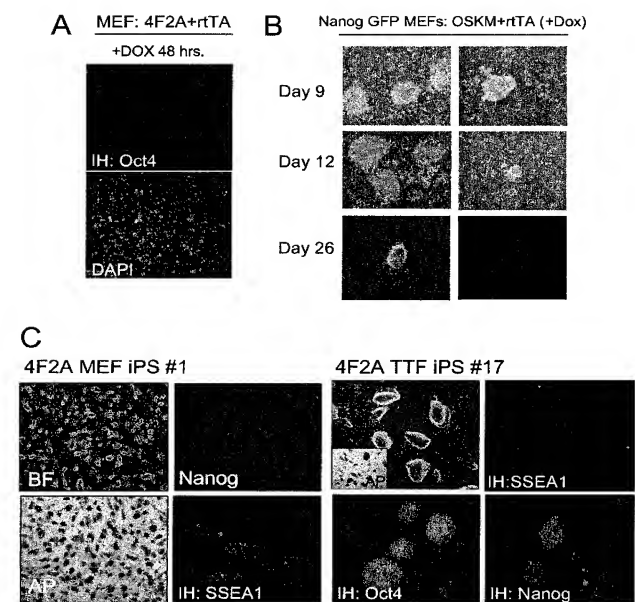 A
MEF: 4F2A+rtTA
+DOX 48 hrs.
IH: Oct4
DAPI
B
Nanog GFP MEFs: OSKM+rtTA (+Dox)
Day 9
Day 12
Day 26
C
4F2A MEF iPS #1
BF
Nanog
AP
IH: SSEA1
4F2A TTF iPS #17
AP
IH:SSEA1
IH: Oct4
IH: Nanog